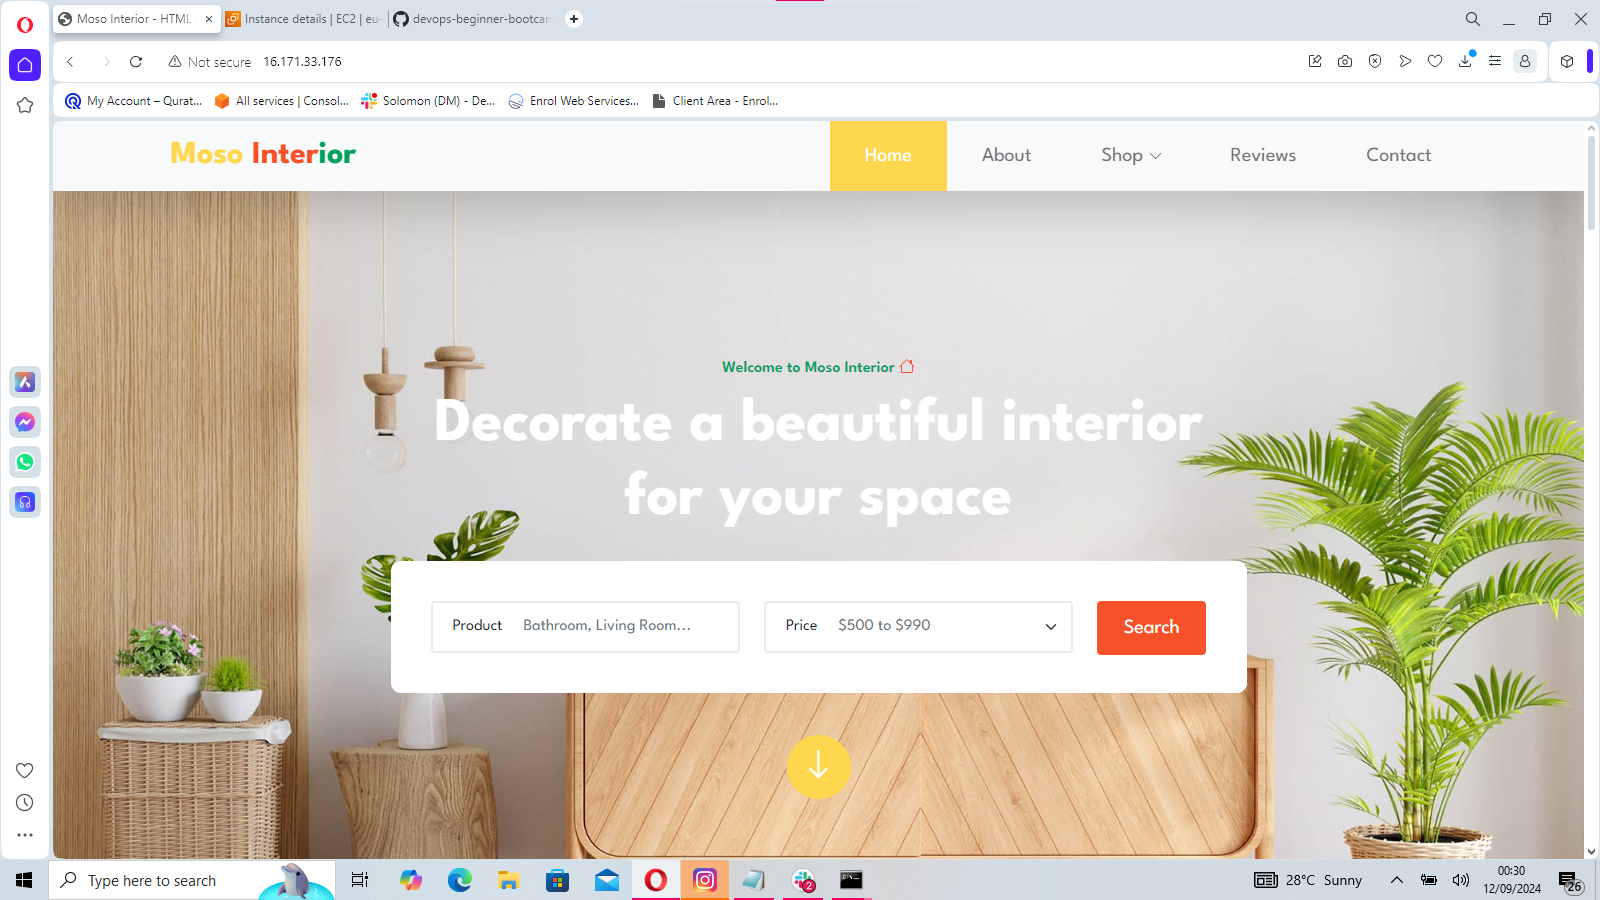 Moso Interior - HTML
Instance details | EC2 | eu-
devops-beginner-bootcam
Not secure 16.171.33.176
My Account – Qurat...
All services | Consol...
Solomon (DM) - De...
Enrol Web Services...
Client Area - Enrol...
Moso Interior
Home
About
Shop
Reviews
Contact
Welcome to Moso Interior
Decorate a beautiful interior
for your space
Product Bathroom, Living Room...
Price $500 to $990
Search
Type here to search
2
28°C Sunny
00:30
12/09/2024
26